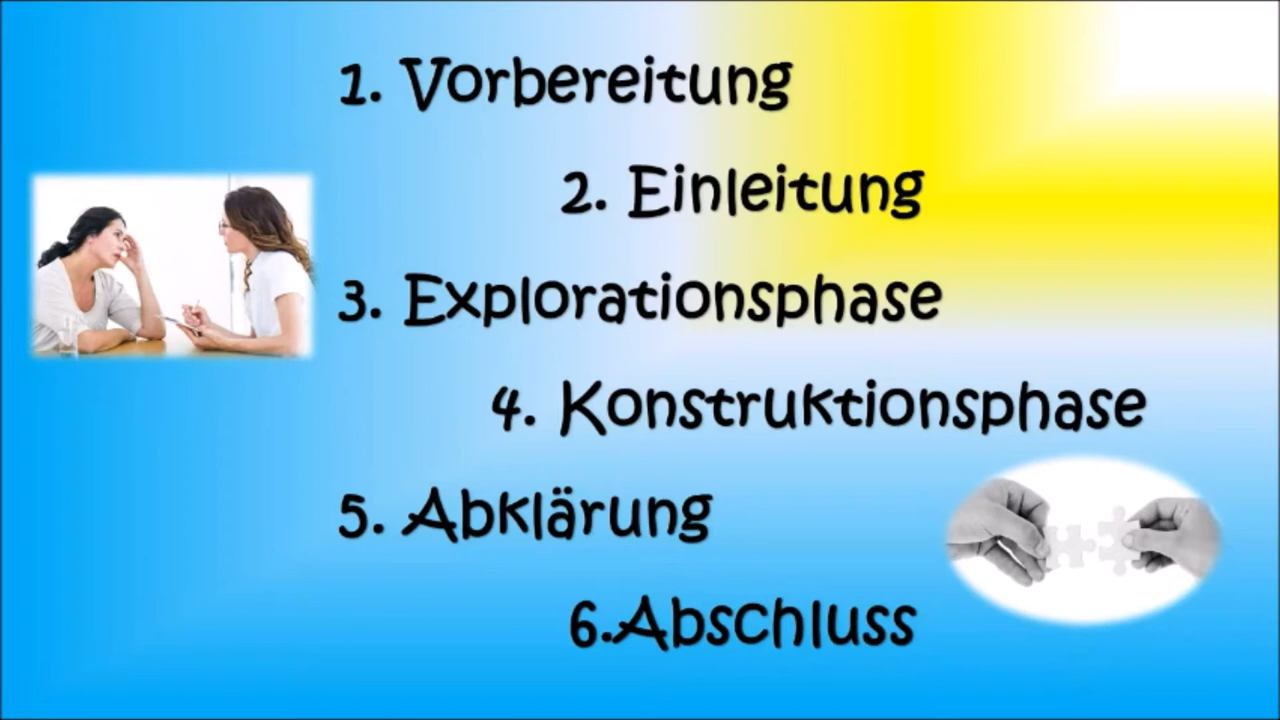 1. Vorbereitung
2. Einleitung
3. Explorationsphase
4. Konstruktionsphase
5. Abklärung
6.Abschluss